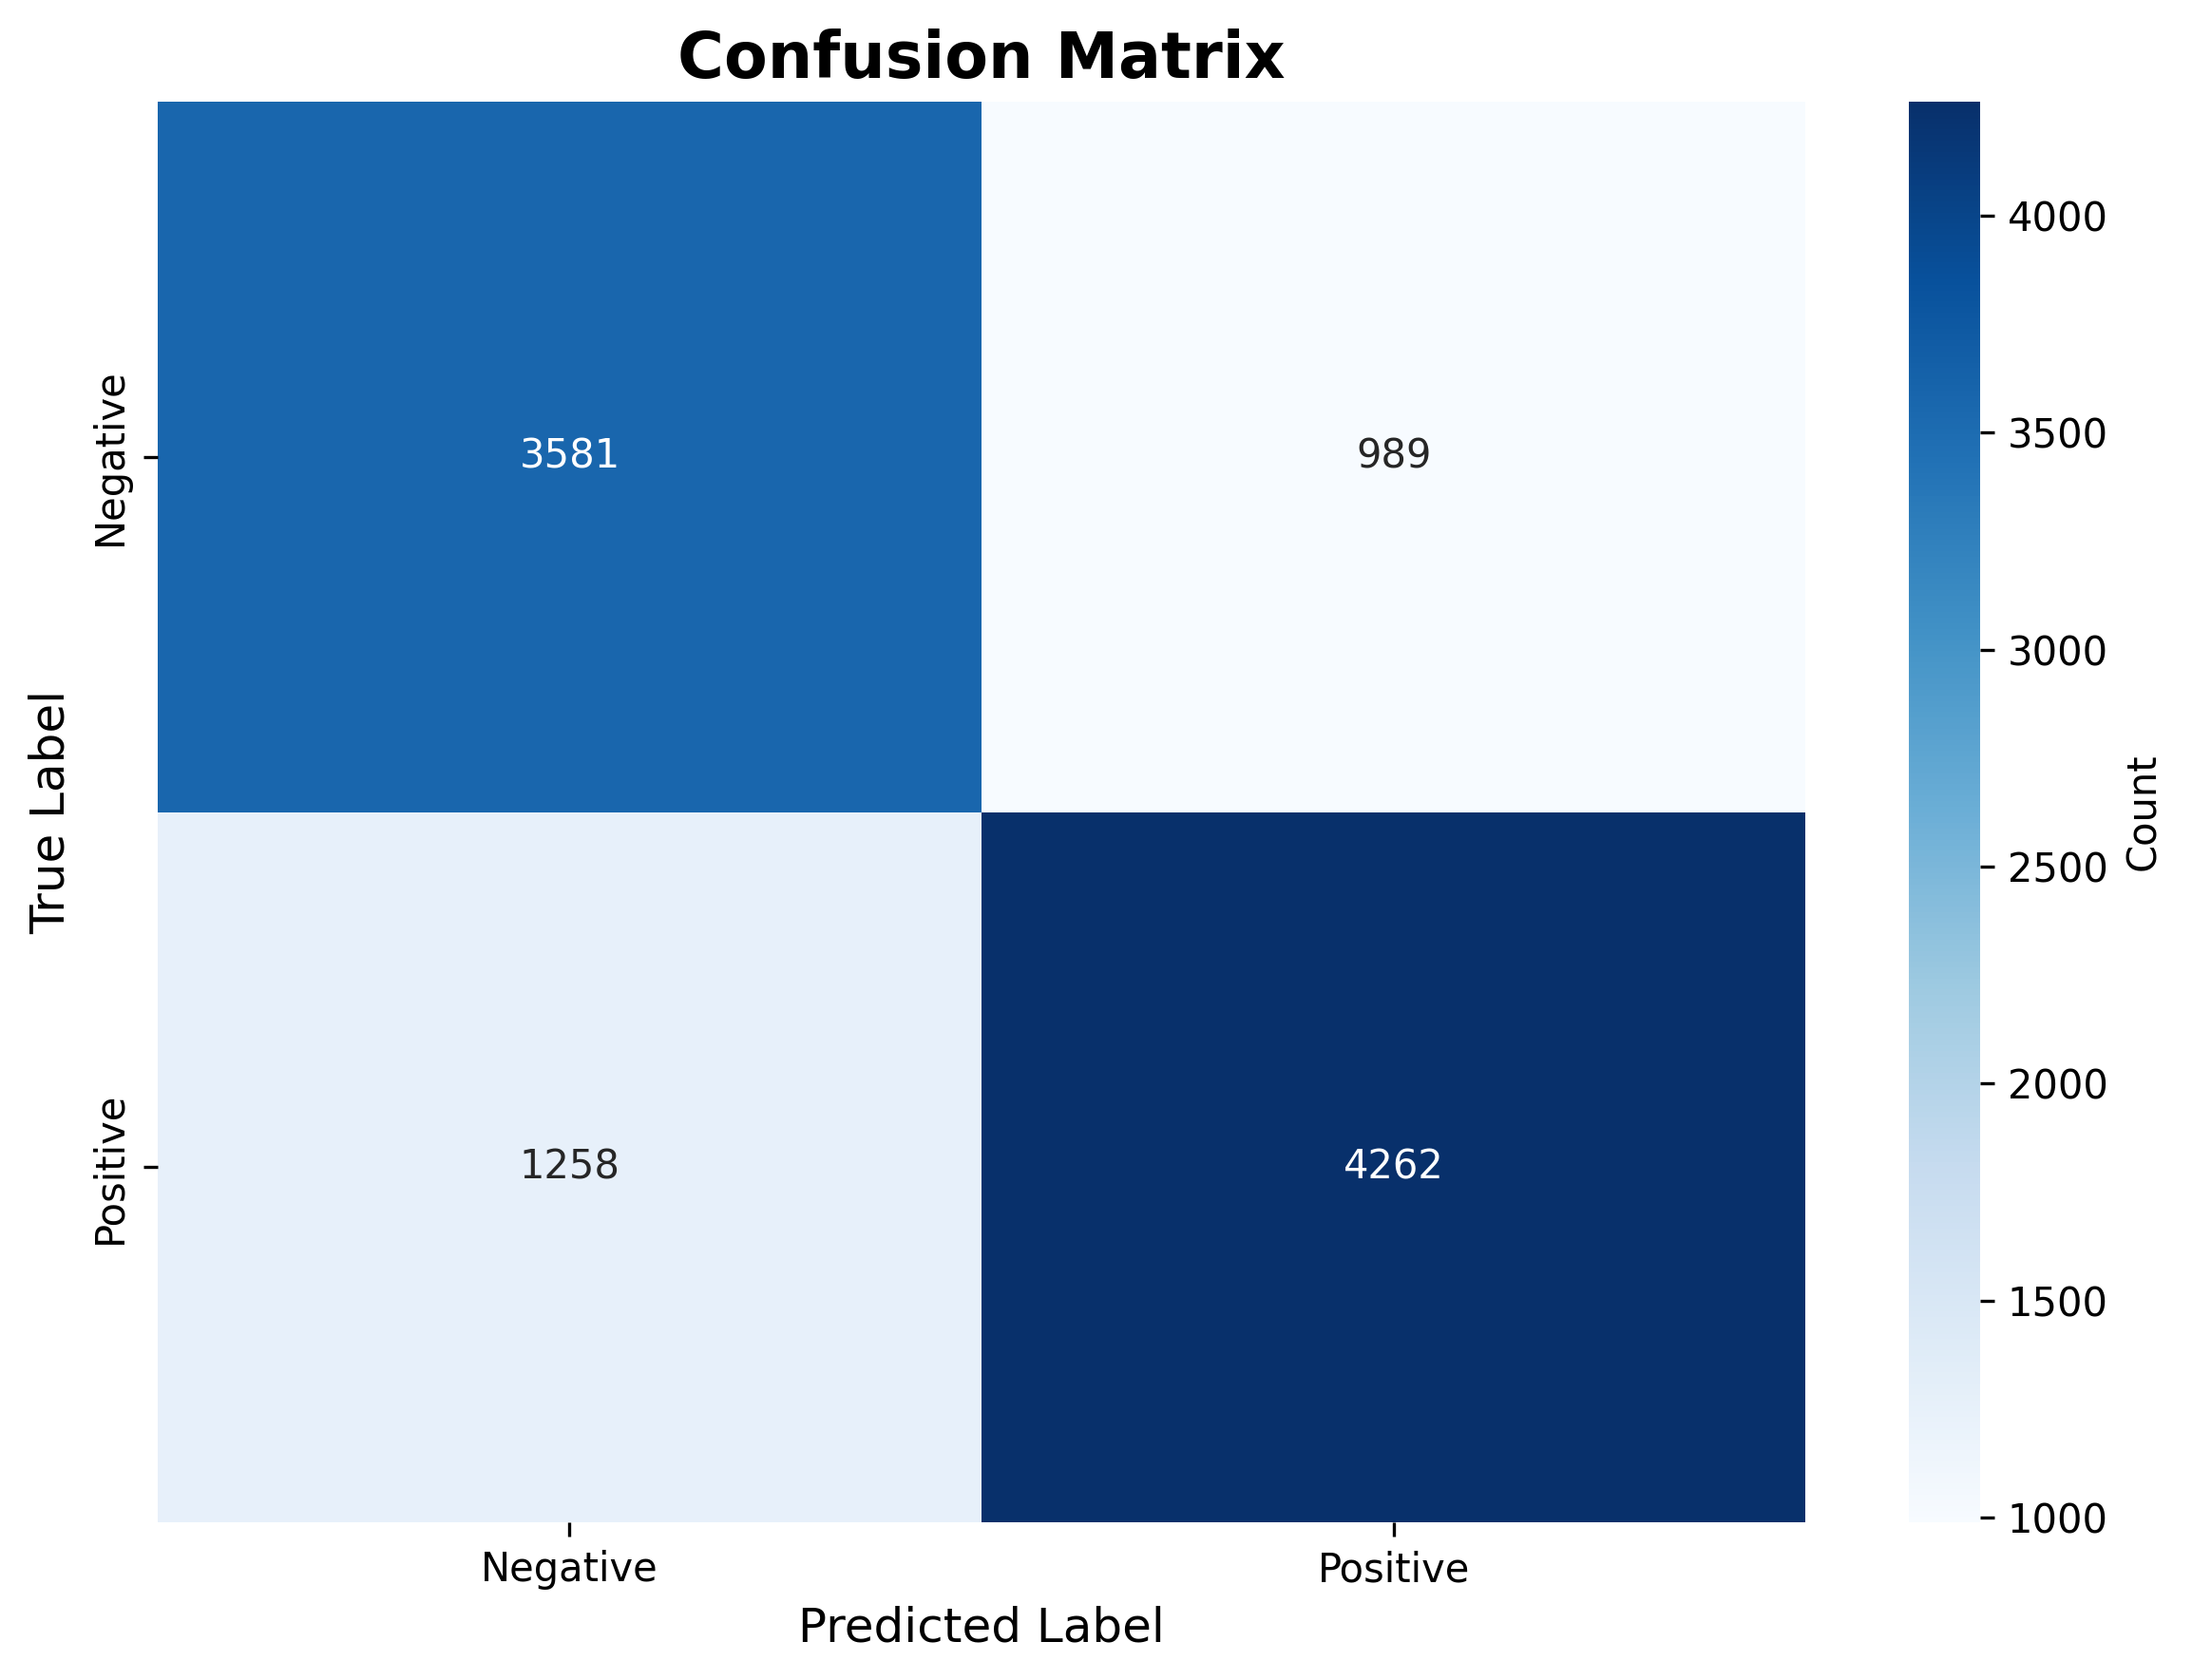 Confusion Matrix
True Label
Negative
3581
989
Positive
1258
4262
Negative
Positive
Predicted Label
4000
3500
3000
2500
2000
1500
1000
Count